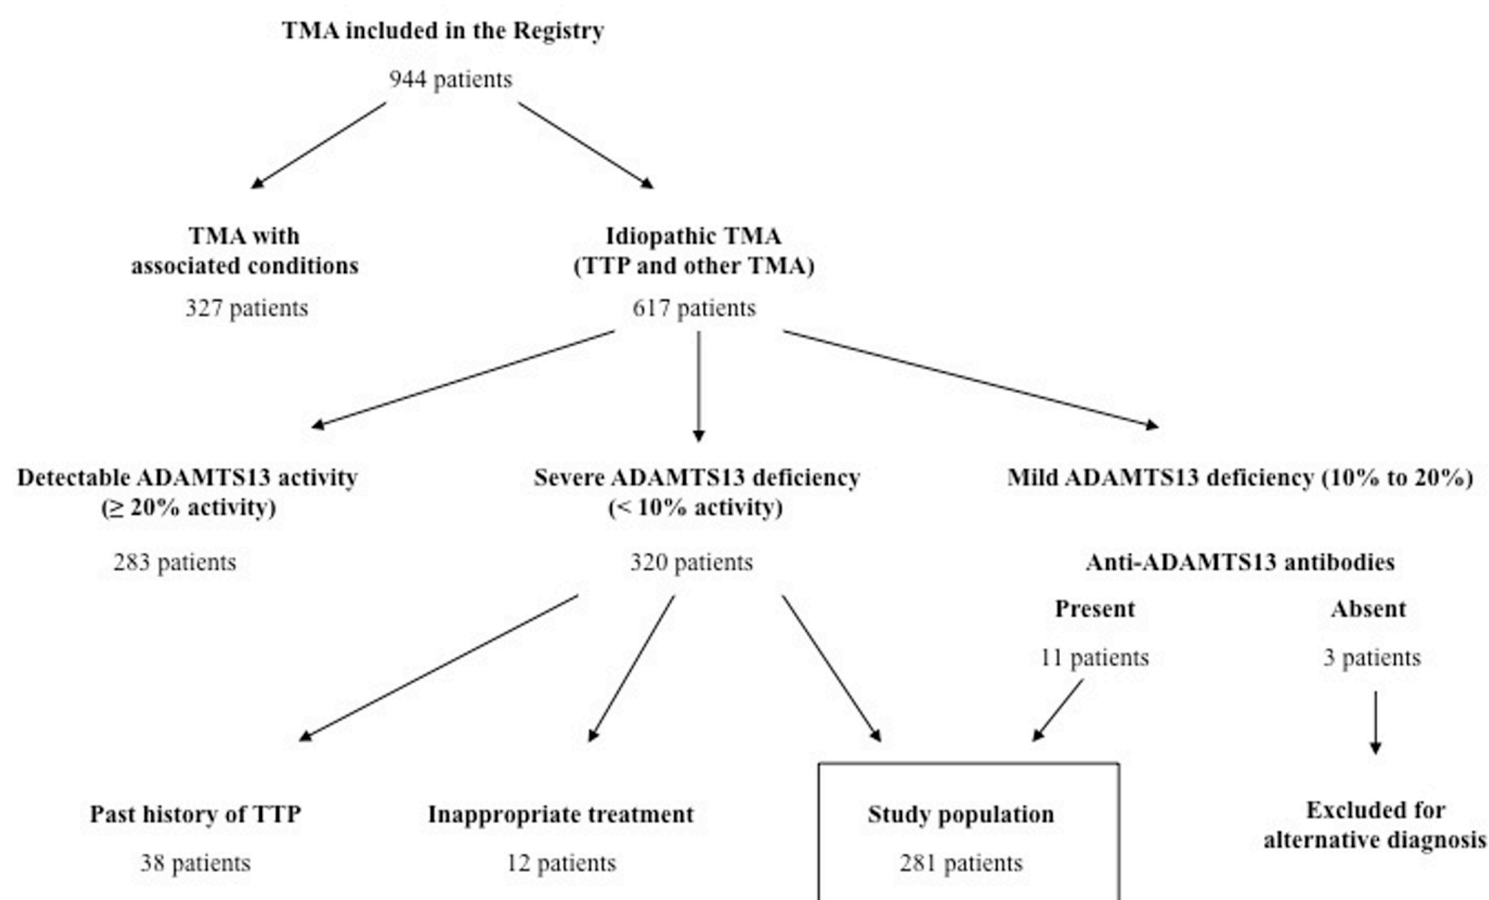 TMA included in the Registry
944 patients
TMA with
associated conditions
327 patients
Idiopathic TMA
(TTP and other TMA)
617 patients
Detectable ADAMTS13 activity
(≥ 20% activity)
283 patients
Severe ADAMTS13 deficiency
(< 10% activity)
320 patients
Mild ADAMTS13 deficiency (10% to 20%)
Anti-ADAMTS13 antibodies
Present
11 patients
Absent
3 patients
Past history of TTP
38 patients
Inappropriate treatment
12 patients
Study population
281 patients
Excluded for
alternative diagnosis